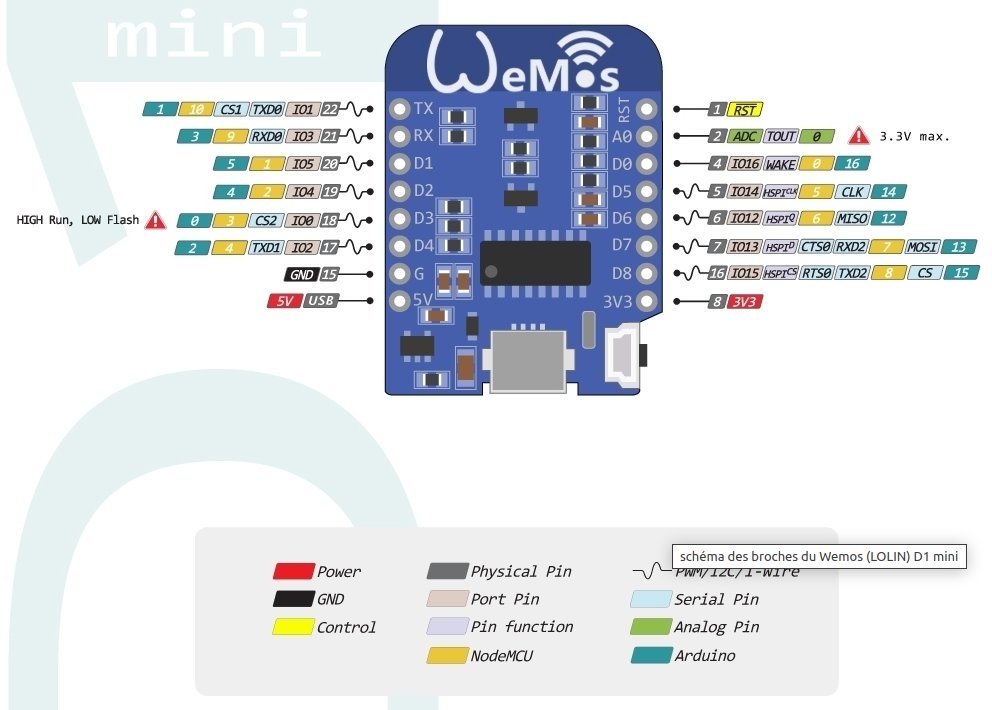 mini
WeMos
1 10 CS1 TXD0 IO1 22 TX RST 1 RST
3 9 RXD0 IO3 21 RX A0 2 ADC TOUT 0 3.3V max.
5 1 IO5 20 D1 D0 4 IO16 WAKE 0 16
4 2 IO4 19 D2 D5 5 IO14 HSPICLK 5 CLK 14
HIGH Run, LOW Flash 0 3 CS2 IO0 18 D3 D6 6 IO12 HSPIQ 6 MISO 12
2 4 TXD1 IO2 17 D4 D7 7 IO13 HSPID CTS0 RXD2 7 MOSI 13
GND 15 G D8 16 IO15 HSPICS RTS0 TXD2 8 CS 15
5V USB 5V 3V3 8 3V3
schéma des broches du Wemos (LOLIN) D1 mini
Power Physical Pin PWM/I2C/1-Wire
GND Port Pin Serial Pin
Control Pin function Analog Pin
NodeMCU Arduino